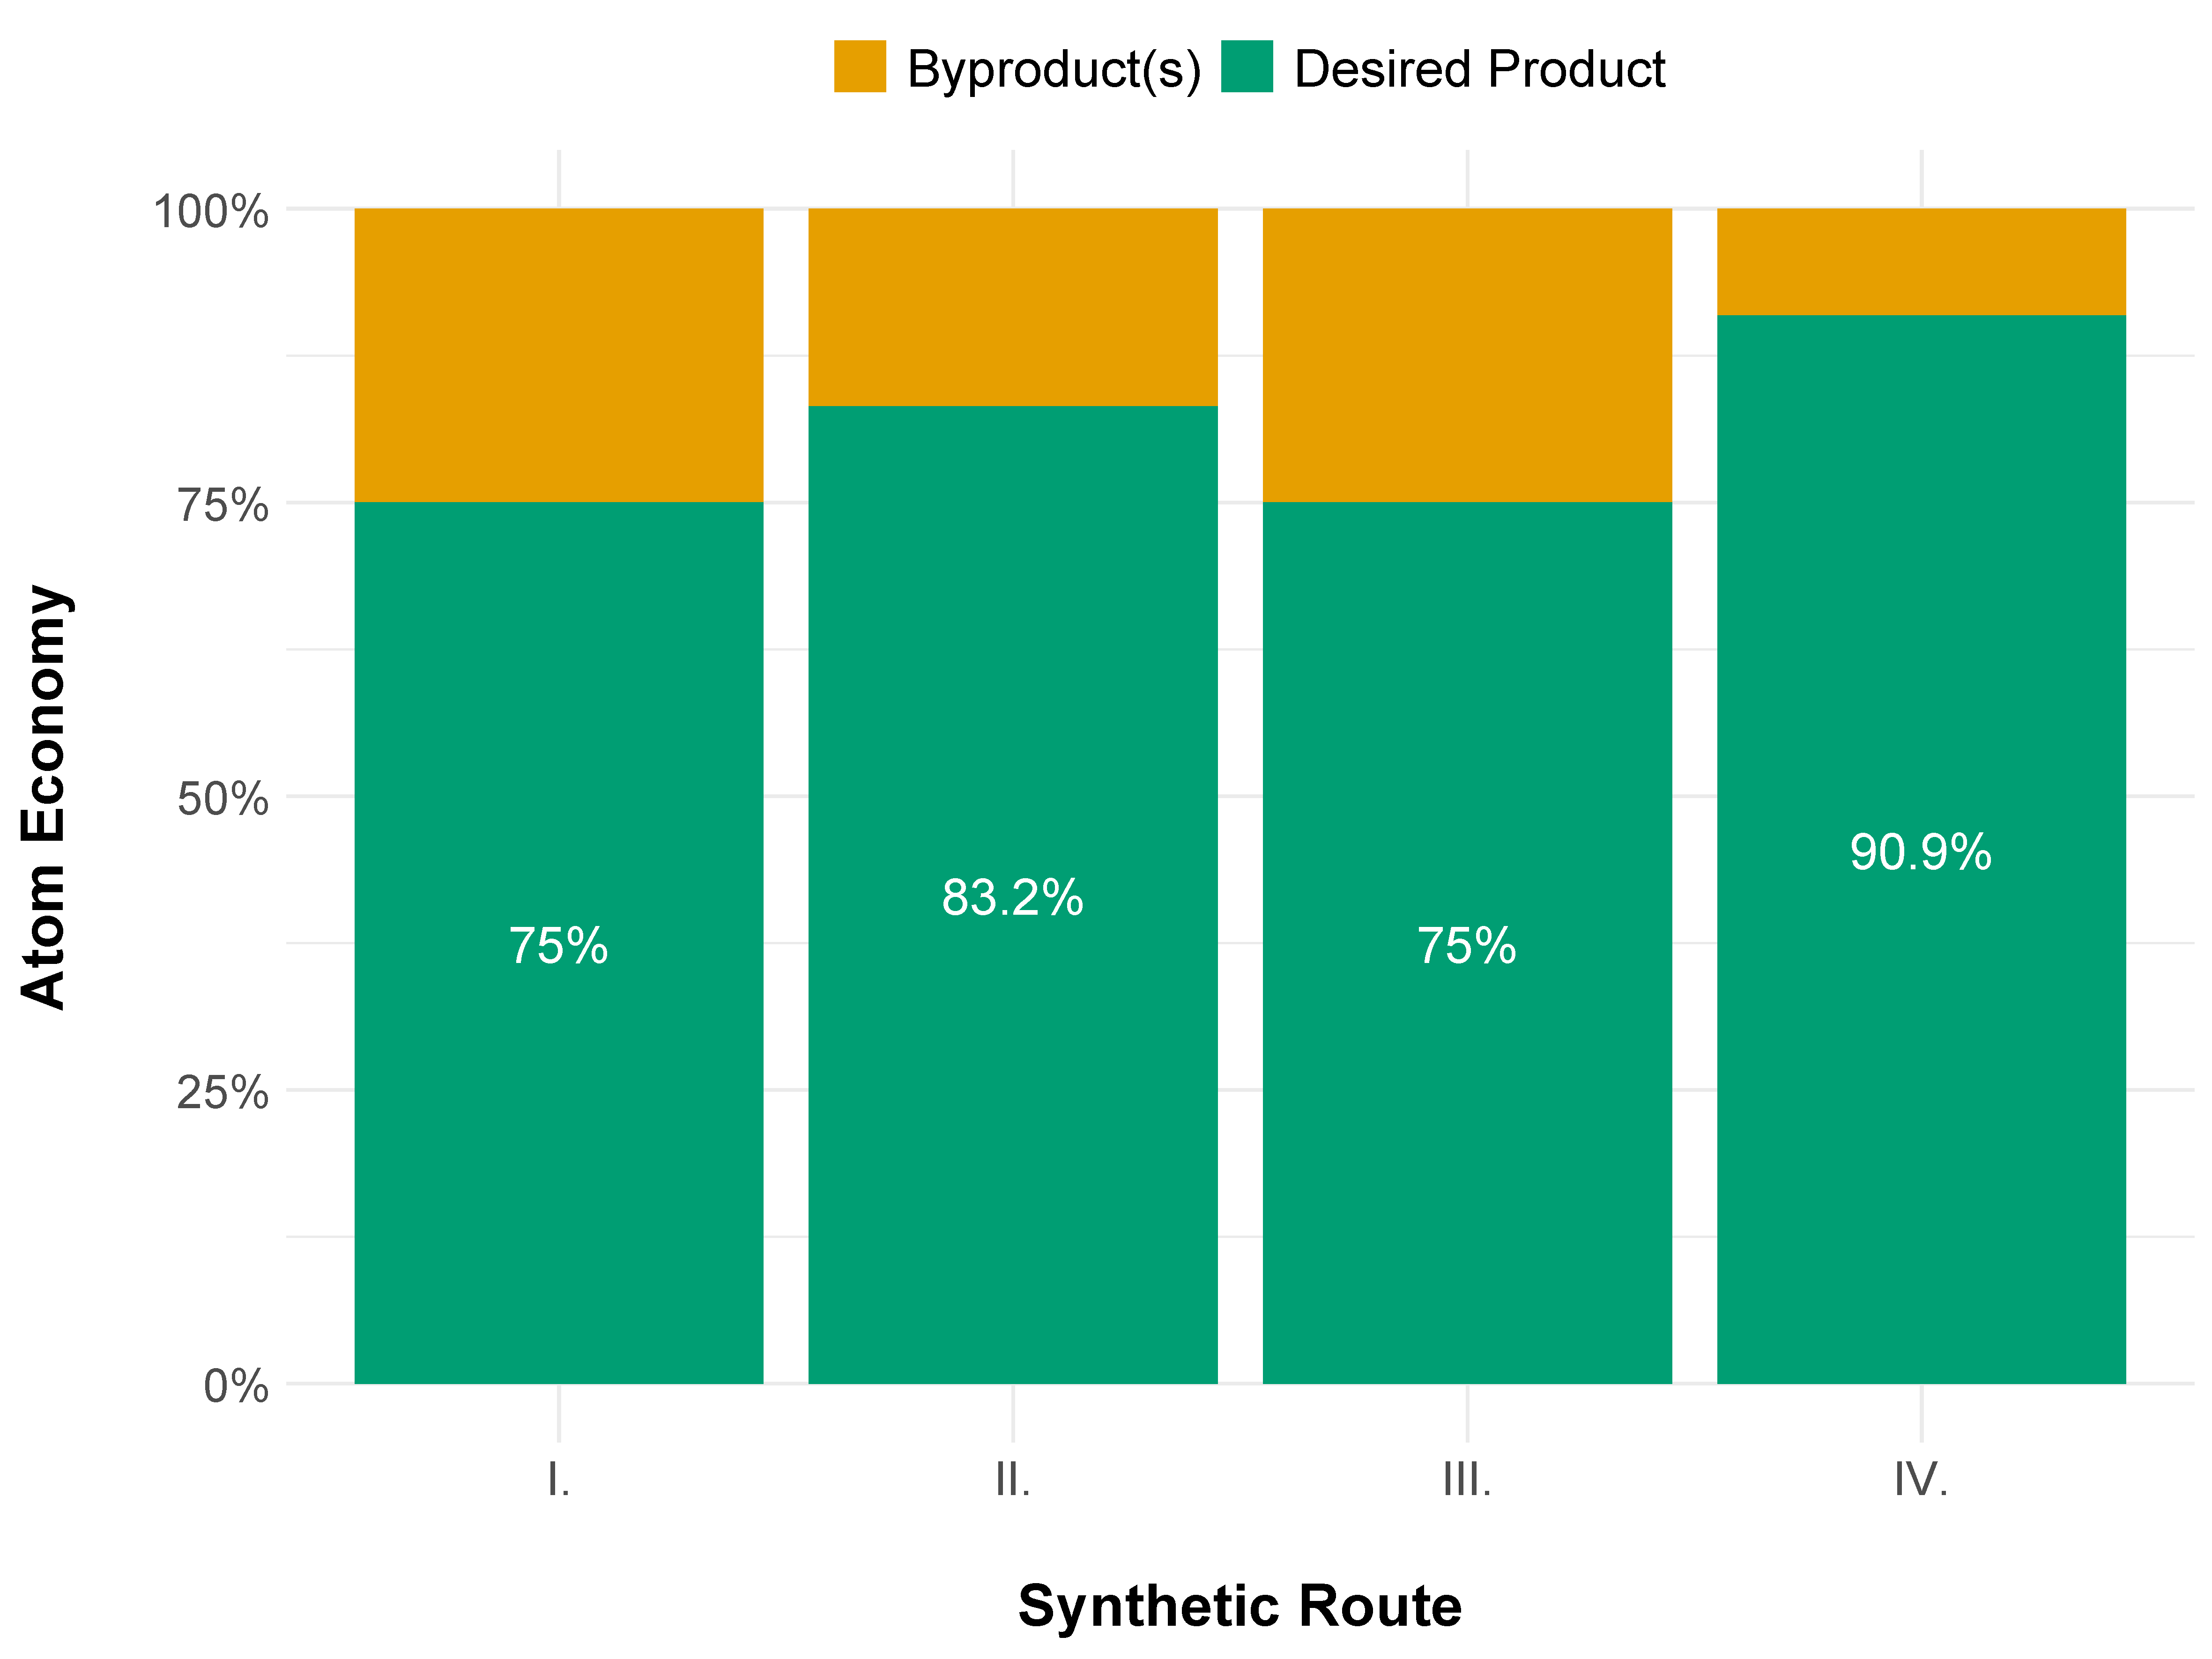 Byproduct(s) Desired Product
100%
75%
50%
25%
0%
Atom Economy
75%
83.2%
75%
90.9%
I. II. III. IV.
Synthetic Route